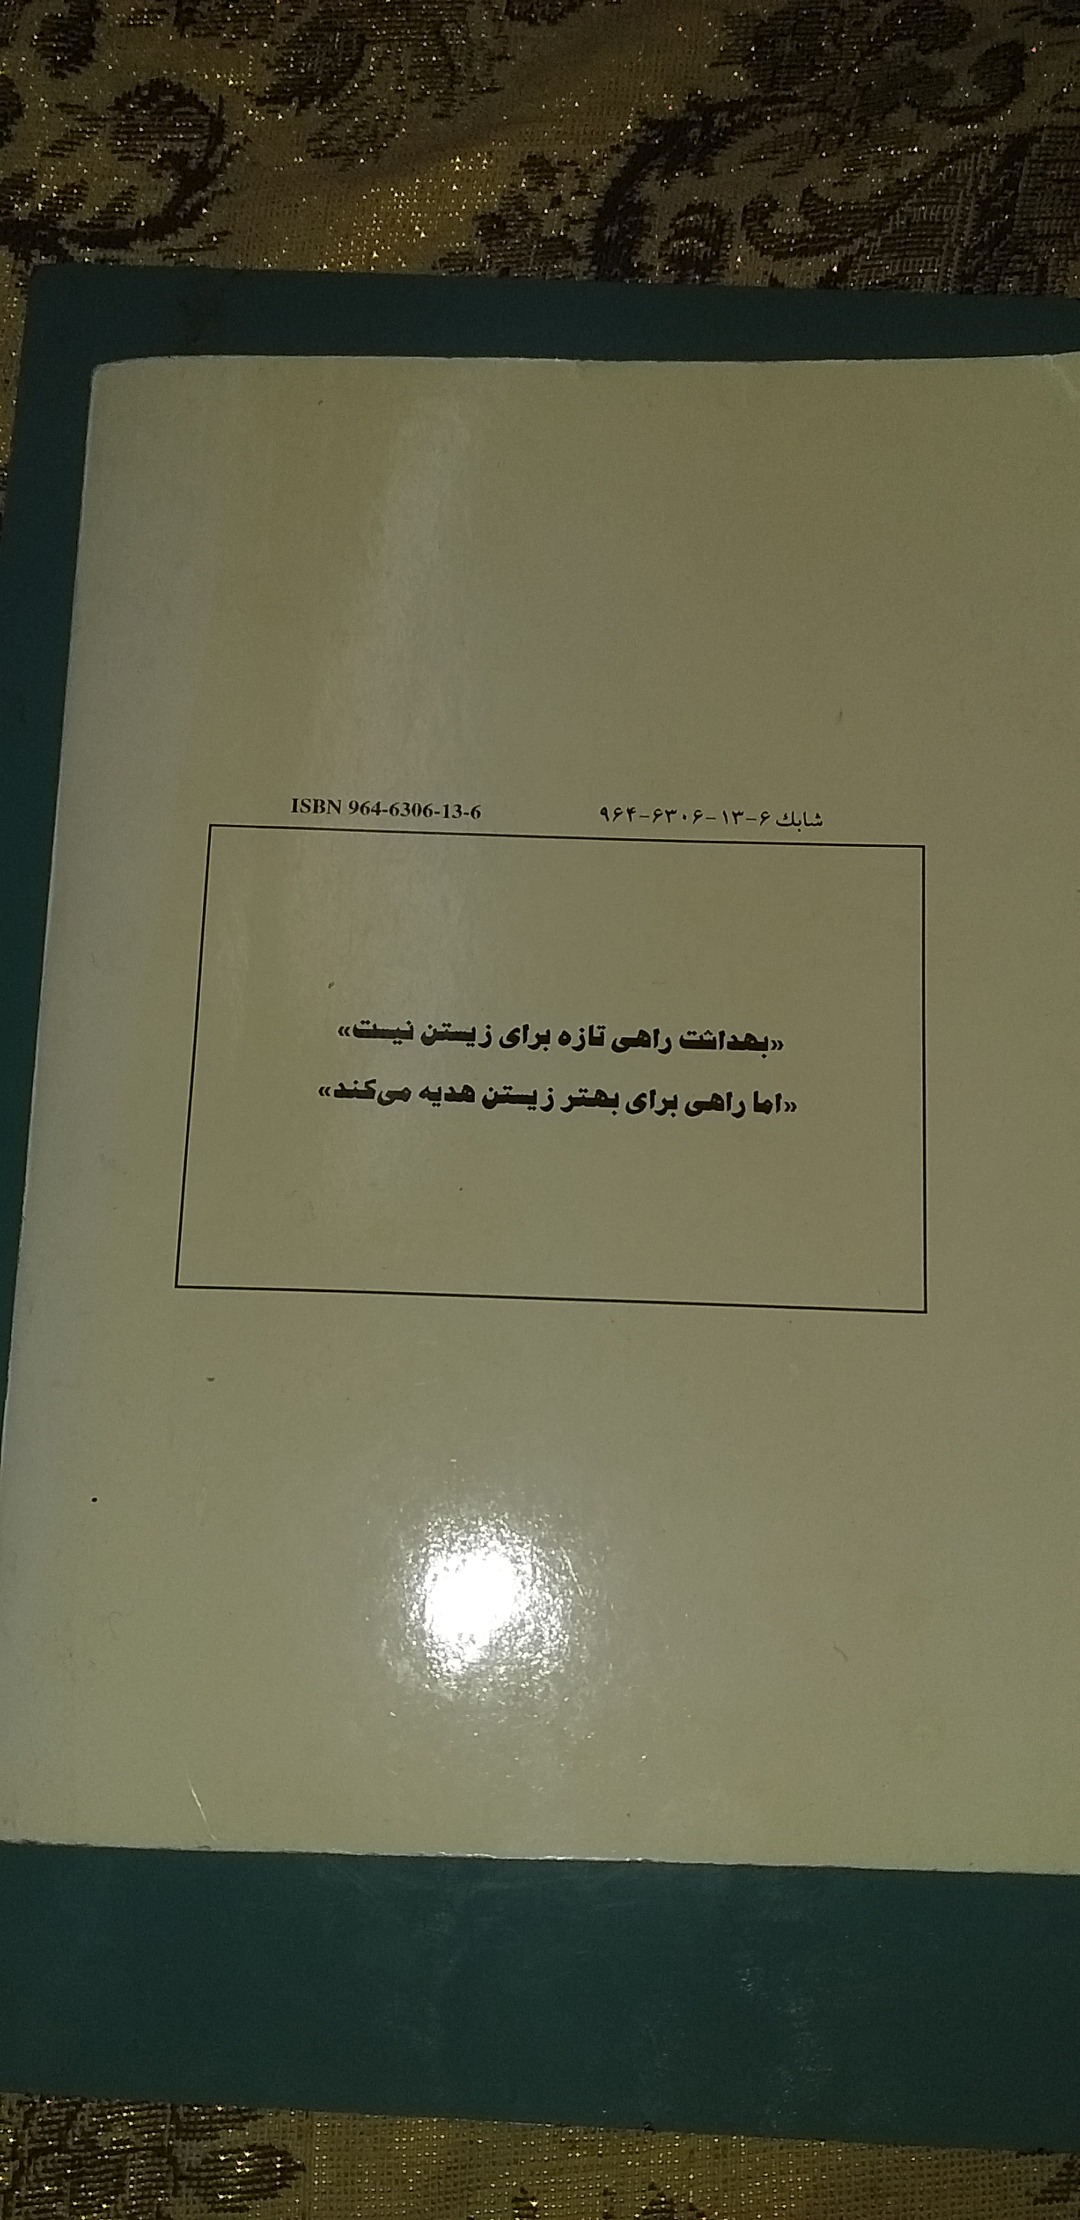 ISBN 964-6306-13-6
شابك ۶-۱۳-۶۳۰۶-۹۶۴
«بهداشت راهی تازه برای زیستن نیست»
«اما راهی برای بهتر زیستن هدیه می‌کند»